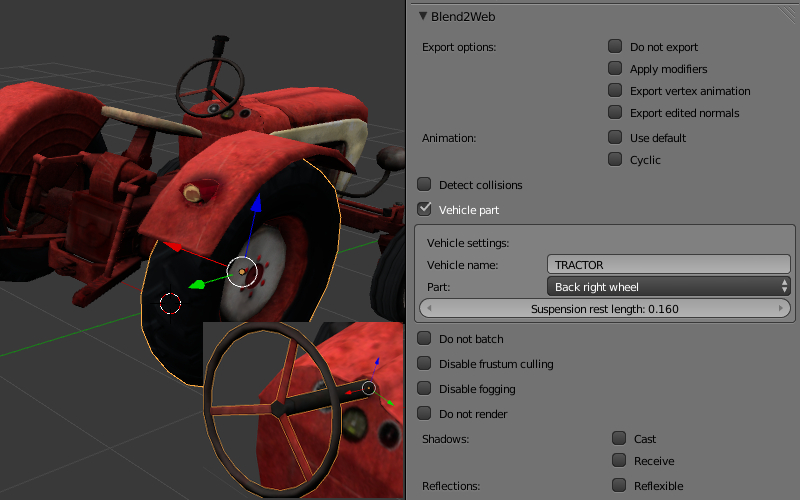 Blend2Web
Export options:
Do not export
Apply modifiers
Export vertex animation
Export edited normals
Animation:
Use default
Cyclic
Detect collisions
Vehicle part
Vehicle settings:
Vehicle name: TRACTOR
Part: Back right wheel
Suspension rest length: 0.160
Do not batch
Disable frustum culling
Disable fogging
Do not render
Shadows:
Cast
Receive
Reflections:
Reflexible